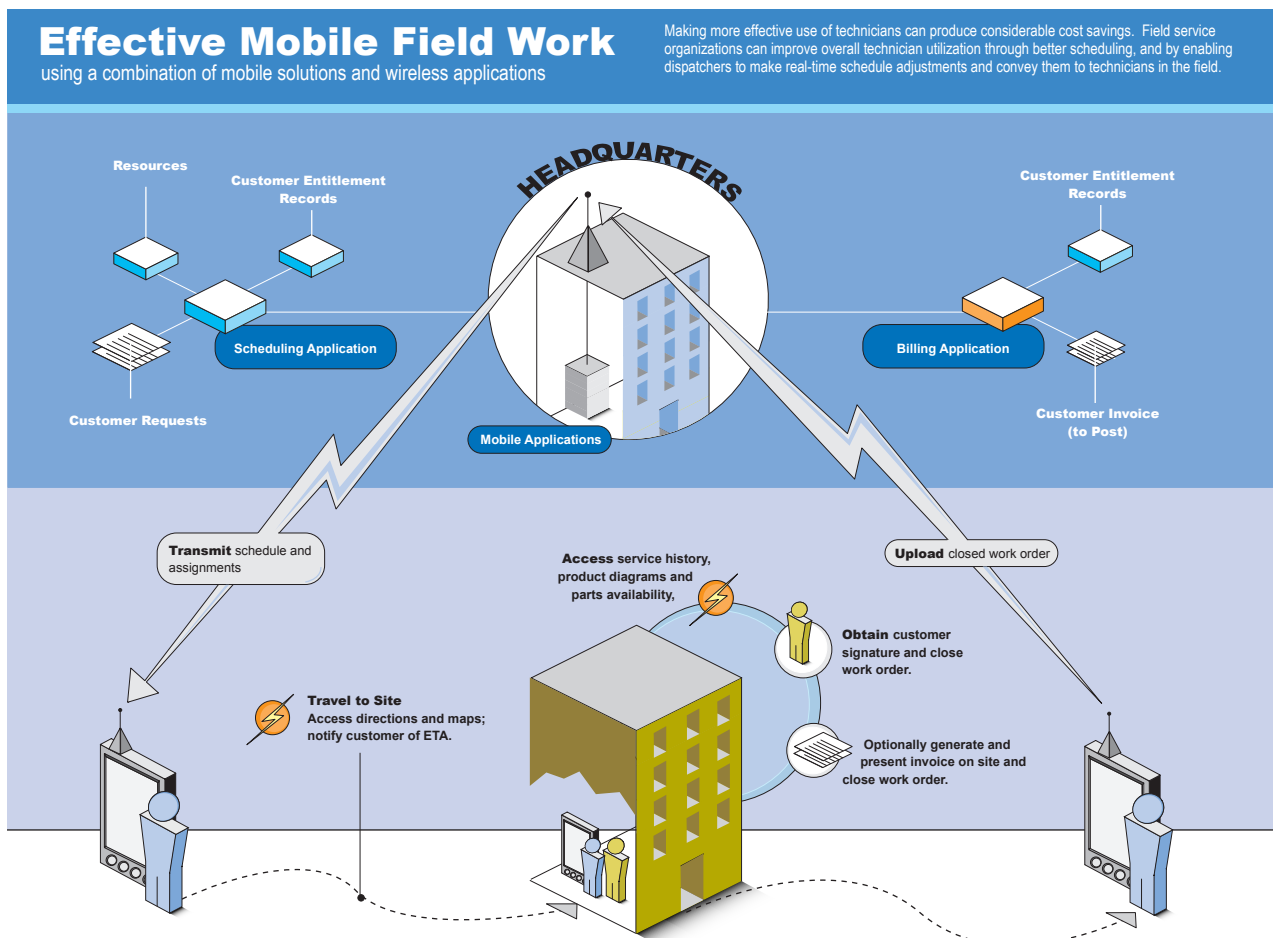 Effective Mobile Field Work
using a combination of mobile solutions and wireless applications
Making more effective use of technicians can produce considerable cost savings. Field service
organizations can improve overall technician utilization through better scheduling, and by enabling
dispatchers to make real-time schedule adjustments and convey them to technicians in the field.
HEADQUARTERS
Resources
Customer Entitlement
Records
Scheduling Application
Customer Requests
Mobile Applications
Customer Entitlement
Records
Billing Application
Customer Invoice
(to Post)
Transmit schedule and
assignments
Travel to Site
Access directions and maps;
notify customer of ETA.
Access service history,
product diagrams and
parts availability,
Obtain customer
signature and close
work order.
Optionally generate and
present invoice on site and
close work order.
Upload closed work order